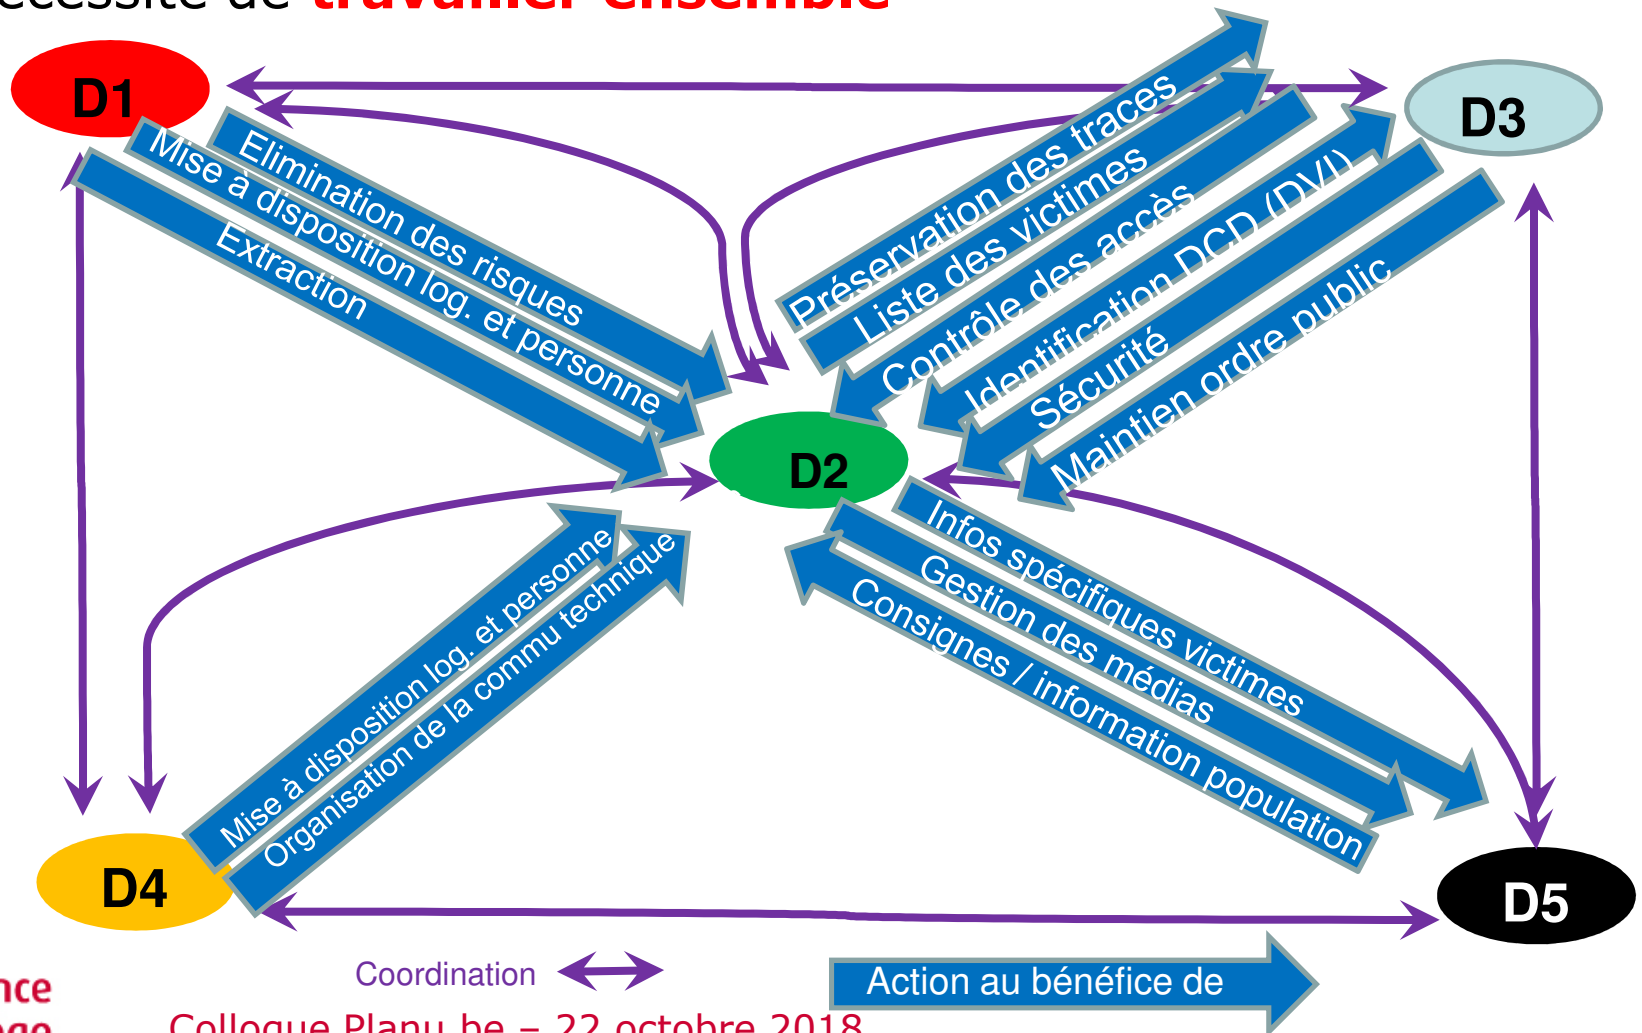 travailler ensemble
D1
D3
Elimination des risques
Mise à disposition log. et personne
Extraction
Préservation des traces
Liste des victimes
Contrôle des accès
Identification DCD (DVI)
Sécurité
Maintien ordre public
D2
Infos spécifiques victimes
Gestion des médias
Consignes / information population
Mise à disposition log. et personne
Organisation de la commu technique
D4
D5
Coordination
Action au bénéfice de
Colloque Planu.be – 22 octobre 2018